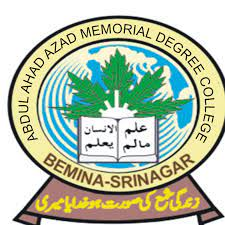 ABDUL AHAD AZAD MEMORIAL DEGREE COLLEGE
علم الانسان
مالم يعلم
BEMINA-SRINAGAR
زندگی شمع کی صورت ہو خدایا میری